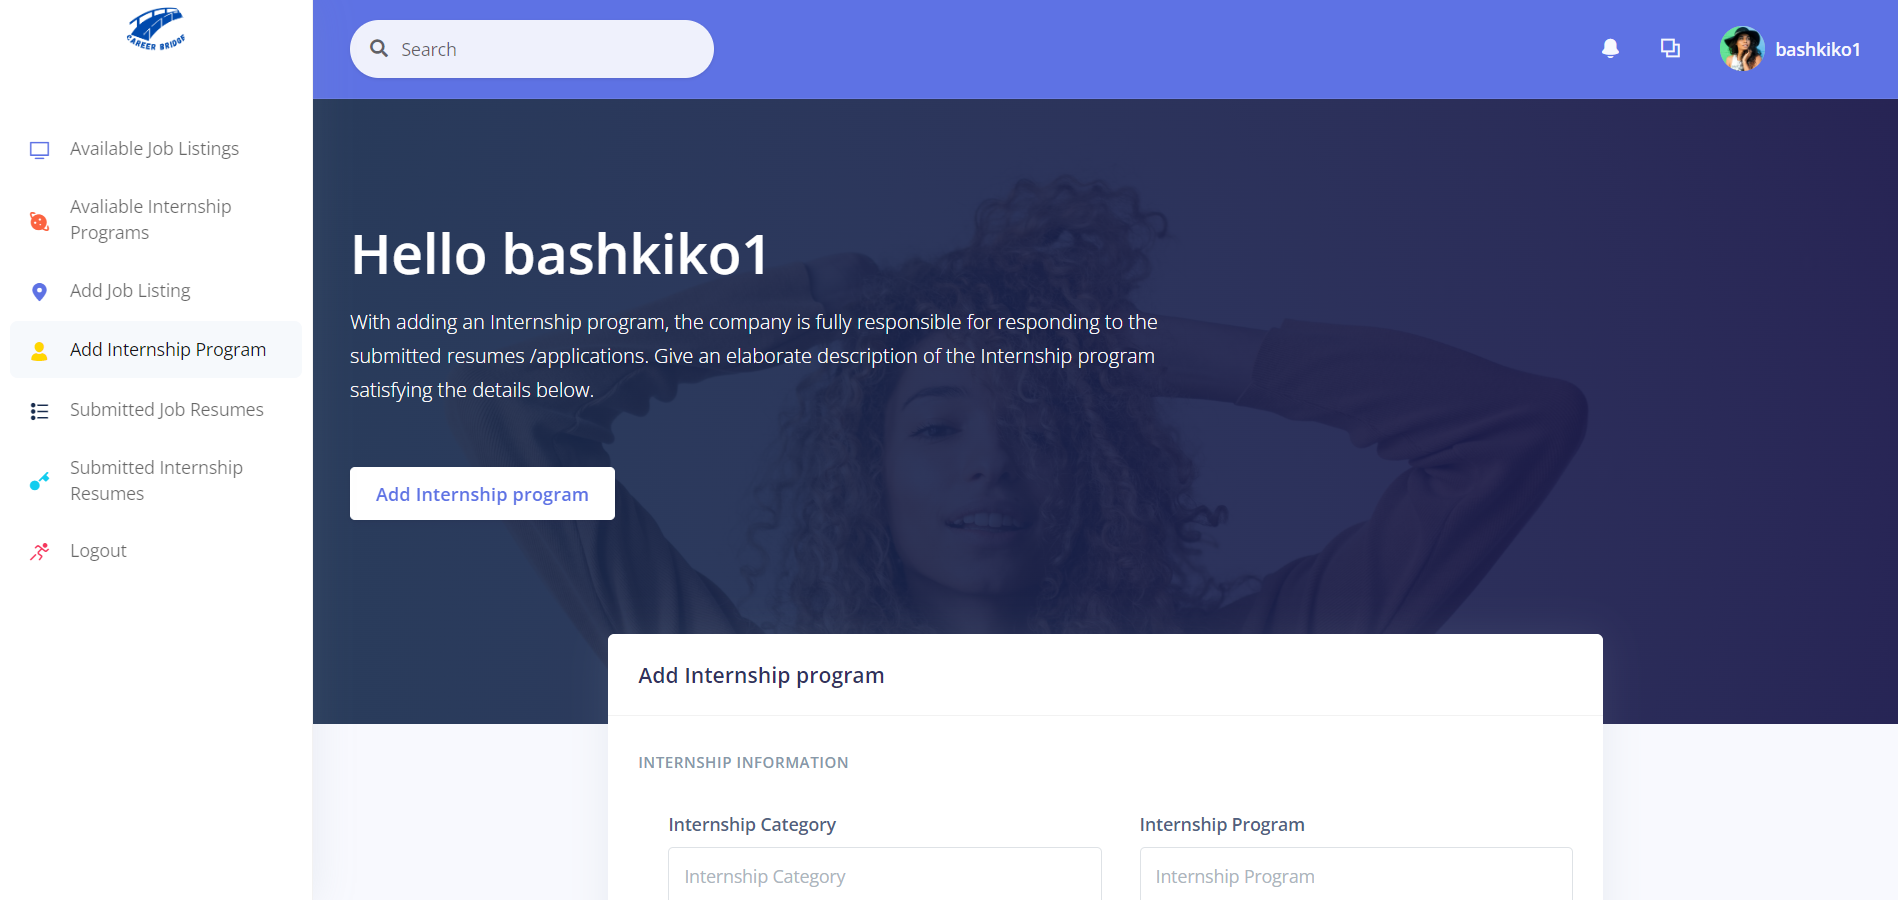 CAREER BRIDGE
Search
bashkiko1
Available Job Listings
Avaliable Internship
Programs
Add Job Listing
Add Internship Program
Submitted Job Resumes
Submitted Internship
Resumes
Logout
Hello bashkiko1
With adding an Internship program, the company is fully responsible for responding to the
submitted resumes /applications. Give an elaborate description of the Internship program
satisfying the details below.
Add Internship program
Add Internship program
INTERNSHIP INFORMATION
Internship Category
Internship Program
Internship Category
Internship Program